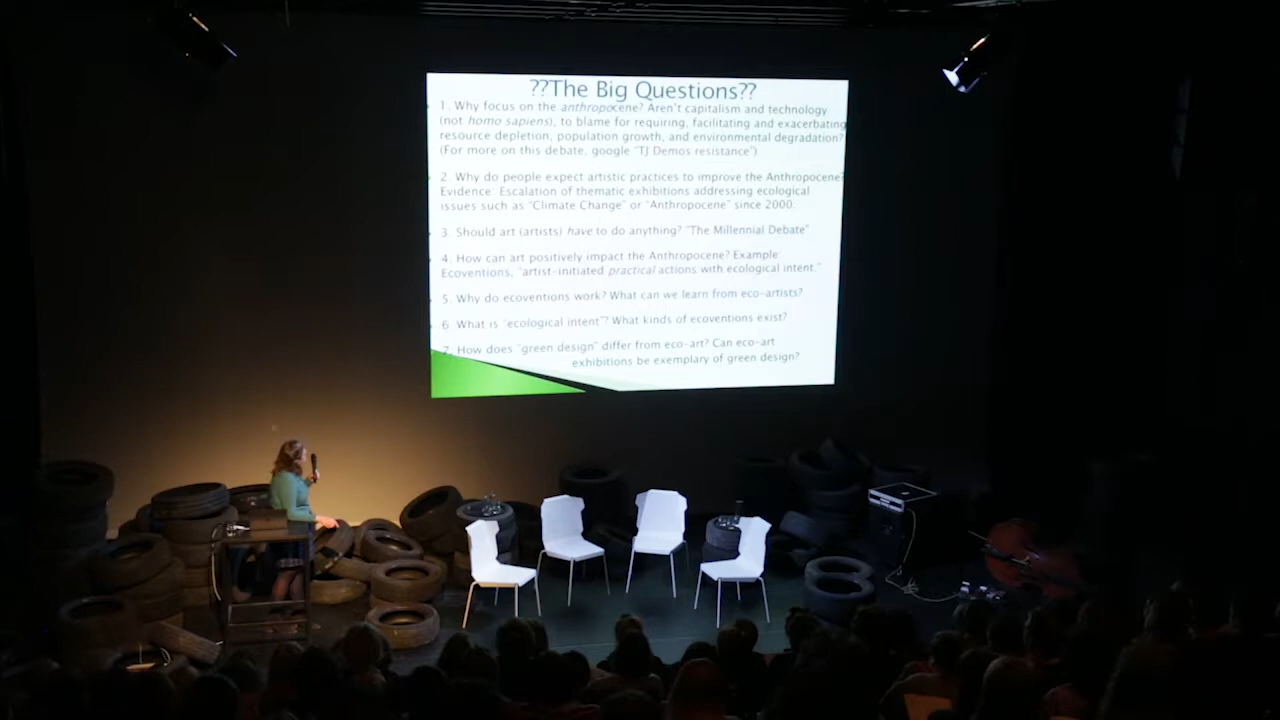 ??The Big Questions??
1. Why focus on the anthropocene? Aren't capitalism and technology
(not homo sapiens), to blame for requiring, facilitating and exacerbating
resource depletion, population growth, and environmental degradation?
(For more on this debate, google "TJ Demos resistance")
2. Why do people expect artistic practices to improve the Anthropocene?
Evidence: Escalation of thematic exhibitions addressing ecological
issues such as "Climate Change" or "Anthropocene" since 2000.
3. Should art (artists) have to do anything? "The Millennial Debate"
4. How can art positively impact the Anthropocene? Example:
Ecoventions, "artist-initiated practical actions with ecological intent."
5. Why do ecoventions work? What can we learn from eco-artists?
6. What is "ecological intent"? What kinds of ecoventions exist?
7. How does "green design" differ from eco-art? Can eco-art
exhibitions be exemplary of green design?